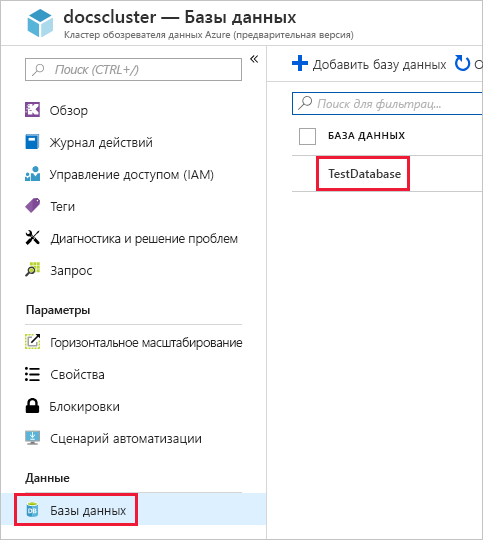 docscluster — Базы данных
Кластер обозревателя данных Azure (предварительная версия)
Поиск (CTRL+/)
«
Обзор
Журнал действий
Управление доступом (IAM)
Теги
Диагностика и решение проблем
Запрос
Параметры
Горизонтальное масштабирование
Свойства
Блокировки
Сценарий автоматизации
Данные
DB
Базы данных
Добавить базу данных
О
Поиск для фильтрац...
БАЗА ДАННЫХ
TestDatabase